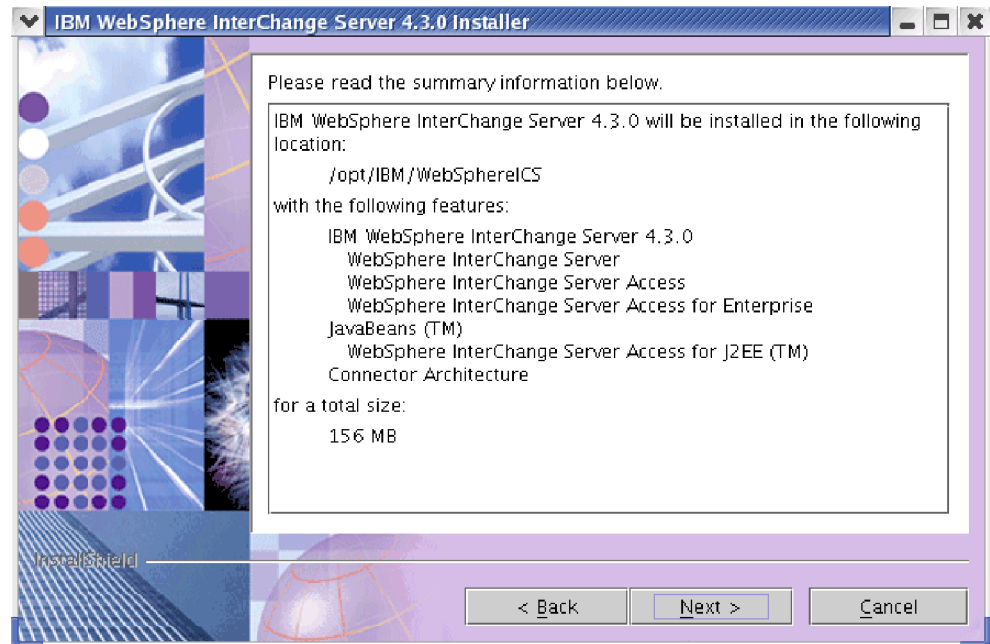 IBM WebSphere InterChange Server 4.3.0 Installer
Please read the summary information below.
IBM WebSphere InterChange Server 4.3.0 will be installed in the following
location:
/opt/IBM/WebSphereICS
with the following features:
IBM WebSphere InterChange Server 4.3.0
WebSphere InterChange Server
WebSphere InterChange Server Access
WebSphere InterChange Server Access for Enterprise
JavaBeans (TM)
WebSphere InterChange Server Access for J2EE (TM)
Connector Architecture
for a total size:
156 MB
InstallShield
< Back
Next >
Cancel